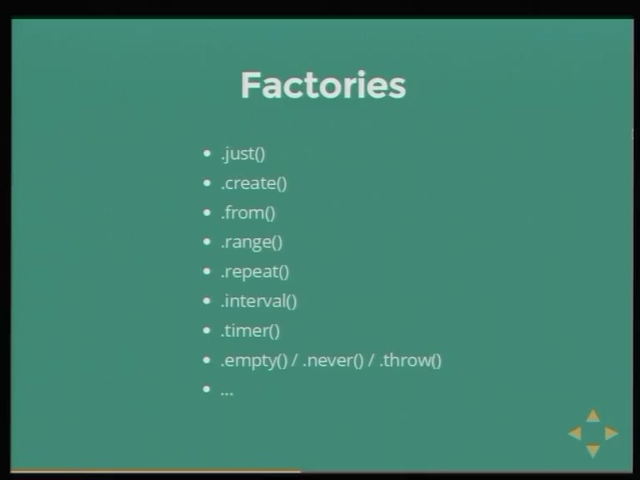 Factories
• .just()
• .create()
• .from()
• .range()
• .repeat()
• .interval()
• .timer()
• .empty() / .never() / .throw()
• ...